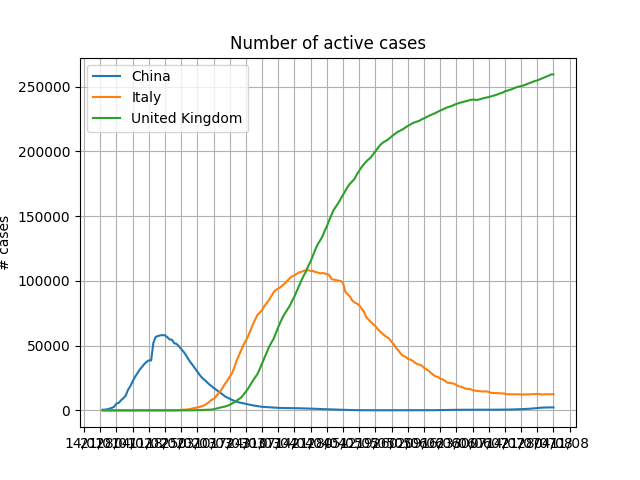 Number of active cases
China
Italy
United Kingdom
250000
200000
150000
100000
50000
0
# cases